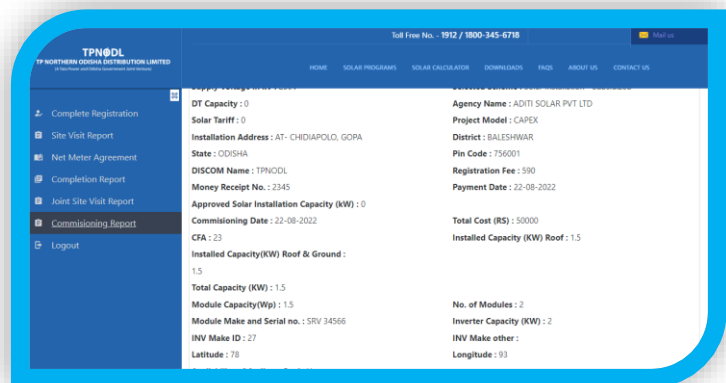 Toll Free No. - 1912 / 1800-345-6718
Mail us
TPNODL
TP NORTHERN ODISHA DISTRIBUTION LIMITED
HOME SOLAR PROGRAMS SOLAR CALCULATOR DOWNLOADS FAQS ABOUT US CONTACT US
Complete Registration
Site Visit Report
Net Meter Agreement
Completion Report
Joint Site Visit Report
Commisioning Report
Logout
DT Capacity : 0 Agency Name : ADITI SOLAR PVT LTD
Solar Tariff : 0 Project Model : CAPEX
Installation Address : AT- CHIDIAPOLO, GOPA District : BALESHWAR
State : ODISHA Pin Code : 756001
DISCOM Name : TPNODL Registration Fee : 590
Money Receipt No. : 2345 Payment Date : 22-08-2022
Approved Solar Installation Capacity (kW) : 0
Commisioning Date : 22-08-2022 Total Cost (RS) : 50000
CFA : 23 Installed Capacity (KW) Roof : 1.5
Installed Capacity(KW) Roof & Ground :
1.5
Total Capacity (KW) : 1.5
Module Capacity(Wp) : 1.5 No. of Modules : 2
Module Make and Serial no. : SRV 34566 Inverter Capacity (KW) : 2
INV Make ID : 27 INV Make other :
Latitude : 78 Longitude : 93